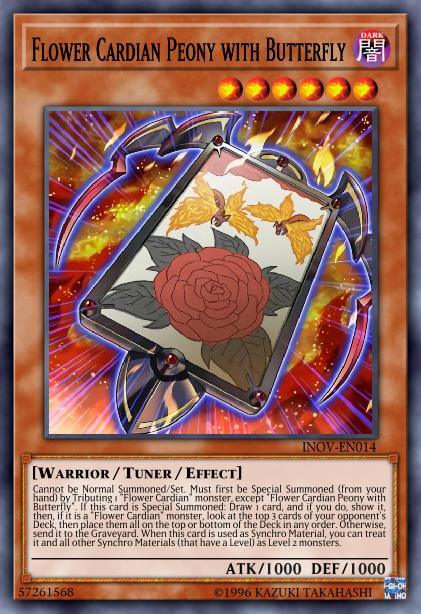 FLOWER CARDIAN PEONY WITH BUTTERFLY
DARK
闇
INOV-EN014
[WARRIOR / TUNER / EFFECT]
Cannot be Normal Summoned/Set. Must first be Special Summoned (from your
hand) by Tributing 1 "Flower Cardian" monster, except "Flower Cardian Peony with
Butterfly". If this card is Special Summoned: Draw 1 card, and if you do, show it,
then, if it is a "Flower Cardian" monster, look at the top 3 cards of your opponent's
Deck, then place them all on the top or bottom of the Deck in any order. Otherwise,
send it to the Graveyard. When this card is used as Synchro Material, you can treat
it and all other Synchro Materials (that have a Level) as Level 2 monsters.
ATK/1000 DEF/1000
57261568
©1996 KAZUKI TAKAHASHI